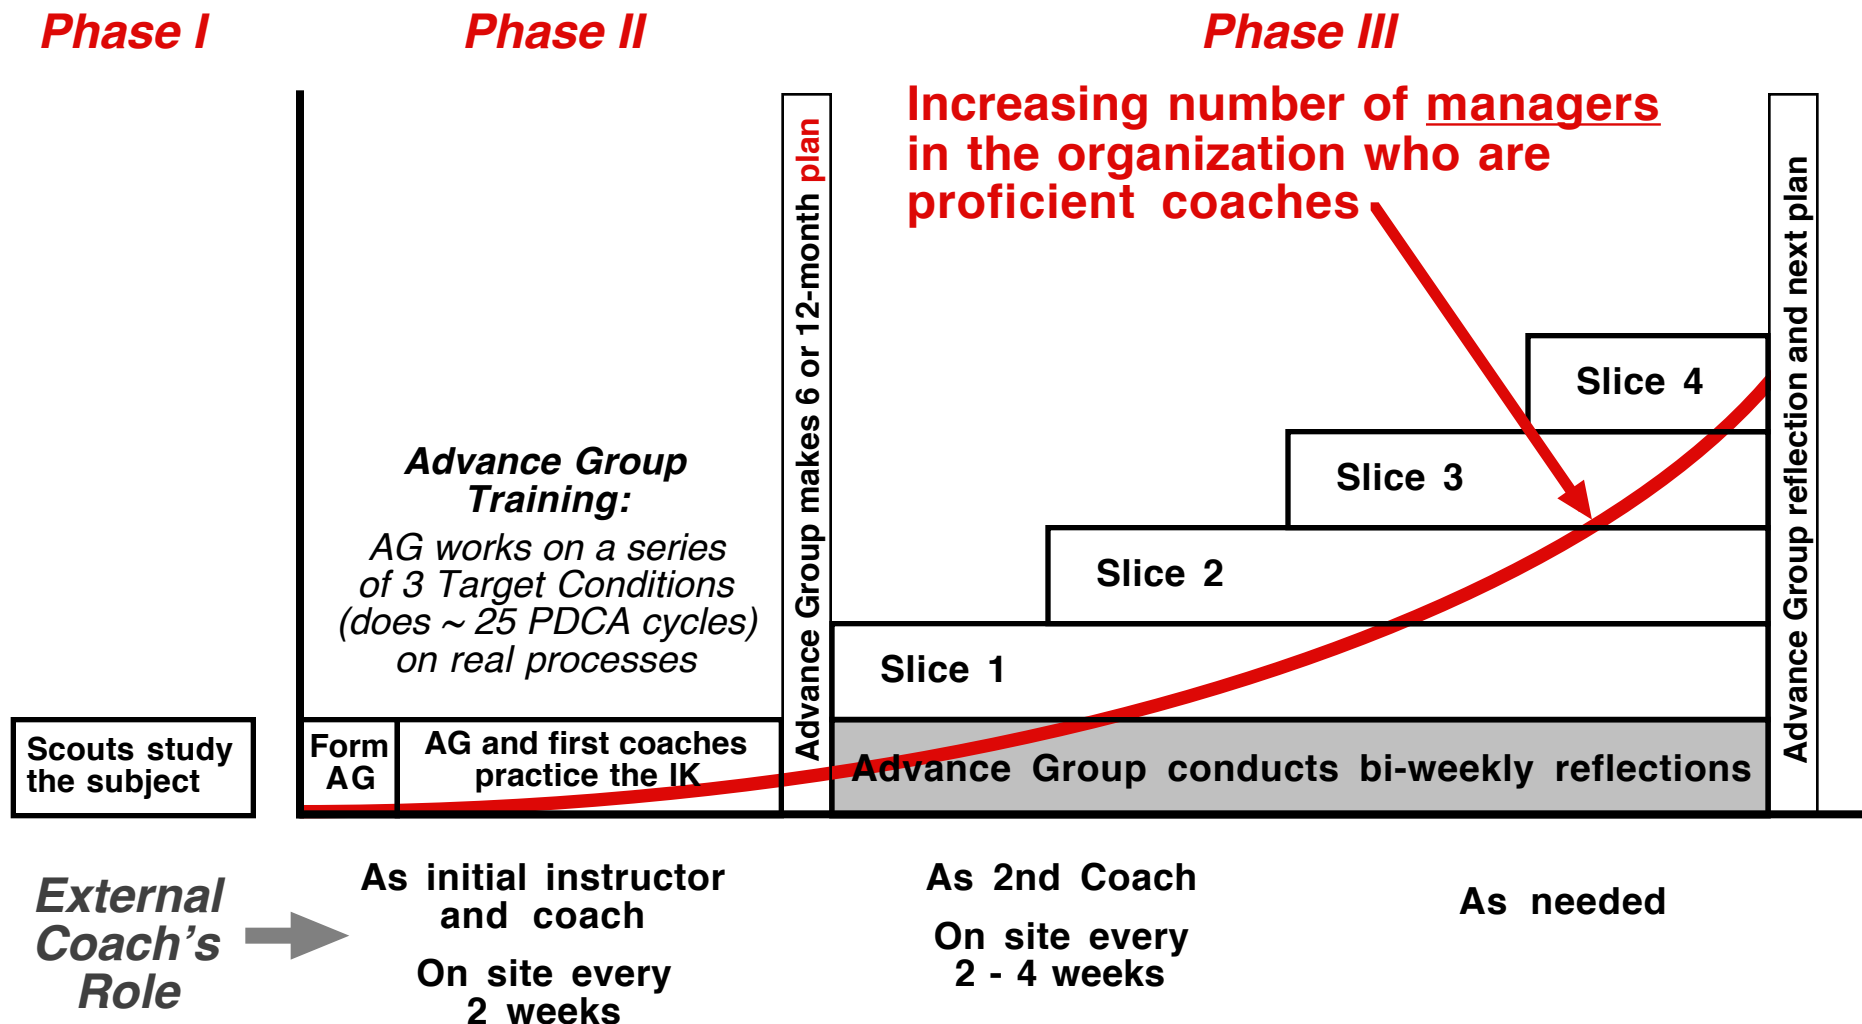 Phase I
Phase II
Phase III
Increasing number of managers
in the organization who are
proficient coaches
Advance Group makes 6 or 12-month plan
Advance Group reflection and next plan
Slice 4
Slice 3
Slice 2
Slice 1
Advance Group
Training:
AG works on a series
of 3 Target Conditions
(does ~ 25 PDCA cycles)
on real processes
Scouts study
the subject
Form
AG
AG and first coaches
practice the IK
Advance Group conducts bi-weekly reflections
External
Coach's
Role
As initial instructor
and coach
On site every
2 weeks
As 2nd Coach
On site every
2 - 4 weeks
As needed